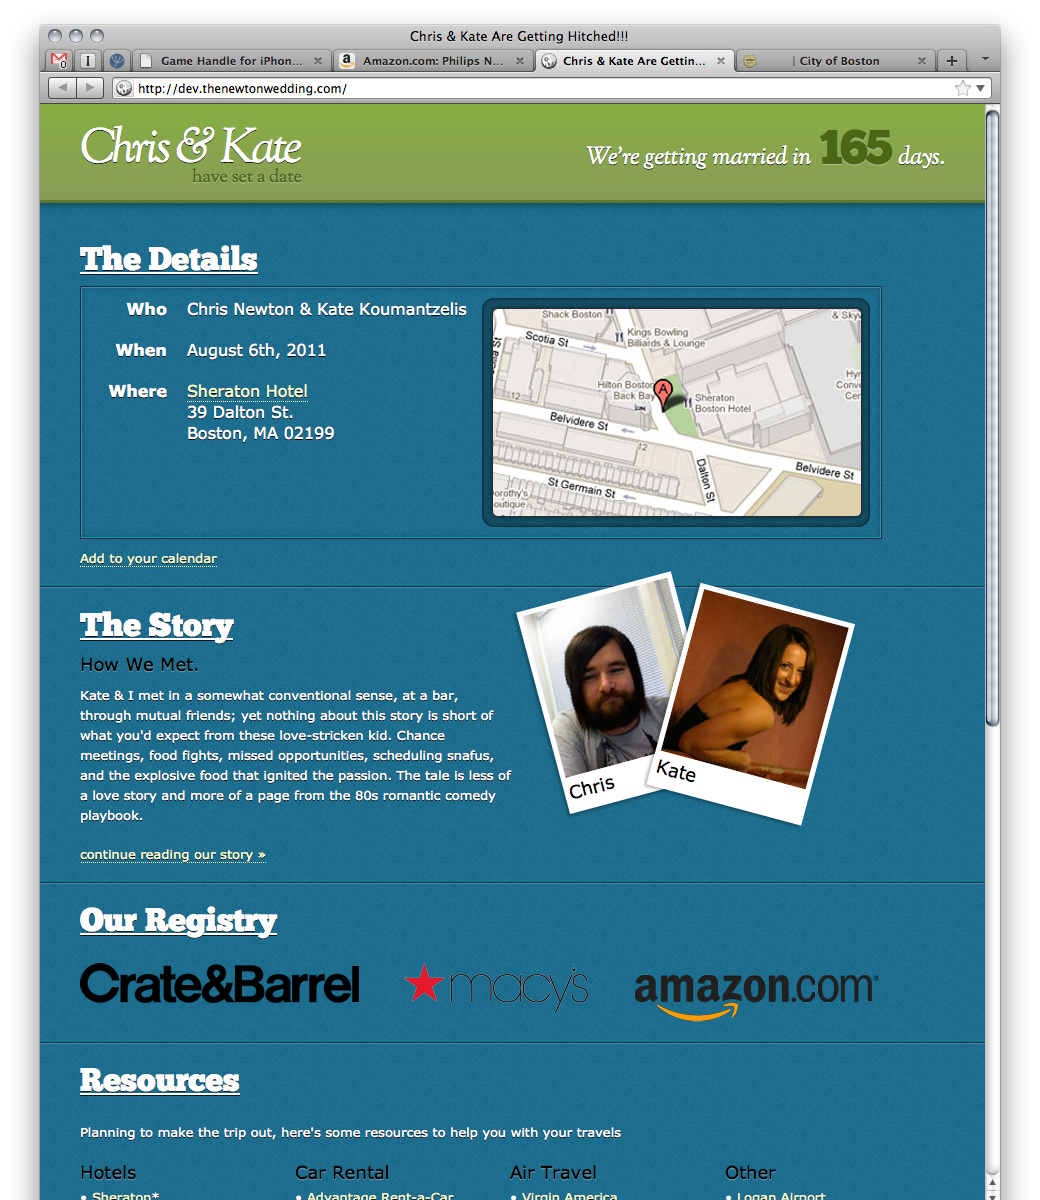 Chris & Kate Are Getting Hitched!!!
Game Handle for iPhon...
Amazon.com: Philips N...
Chris & Kate Are Gettin...
| City of Boston
http://dev.thenewtonwedding.com/
Chris & Kate
have set a date
We're getting married in 165 days.
The Details
Who Chris Newton & Kate Koumantzelis
When August 6th, 2011
Where Sheraton Hotel
39 Dalton St.
Boston, MA 02199
Shack Boston
& Sky
Kings Bowling
Billiards & Lounge
Scotia St
Hilton Boston
Back Bay
A
Sheraton
Boston Hotel
12
Belvidere St
12
Dalton St
Belvidere St
St Germain St
Add to your calendar
The Story
How We Met.
Kate & I met in a somewhat conventional sense, at a bar,
through mutual friends; yet nothing about this story is short of
what you'd expect from these love-stricken kid. Chance
meetings, food fights, missed opportunities, scheduling snafus,
and the explosive food that ignited the passion. The tale is less of
a love story and more of a page from the 80s romantic comedy
playbook.
continue reading our story »
Chris
Kate
Our Registry
Crate&Barrel
macy's
amazon.com
Resources
Planning to make the trip out, here's some resources to help you with your travels
Hotels Car Rental Air Travel Other
• Sheraton* • Advantage Rent-a-Car • Virgin America • Logan Airport